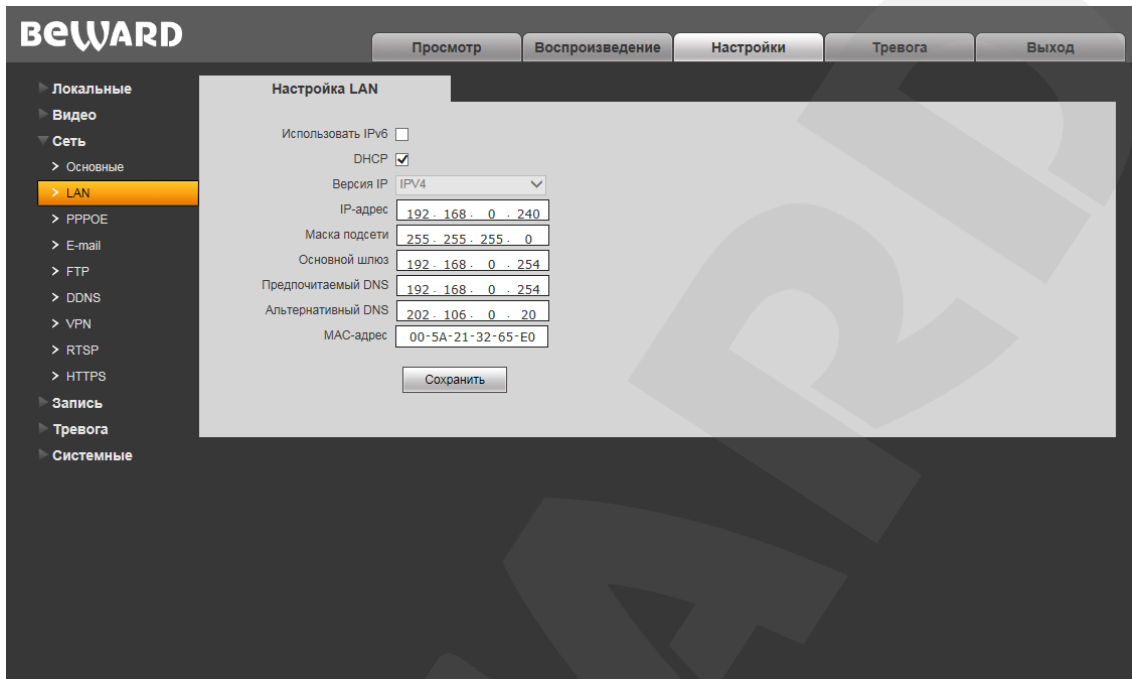 BEWARD
Просмотр
Воспроизведение
Настройки
Тревога
Выход
Локальные
Видео
Сеть
Основные
LAN
PPPOE
E-mail
FTP
DDNS
VPN
RTSP
HTTPS
Запись
Тревога
Системные
Настройка LAN
Использовать IPv6
DHCP
Версия IP IPV4
IP-адрес 192 . 168 . 0 . 240
Маска подсети 255 . 255 . 255 . 0
Основной шлюз 192 . 168 . 0 . 254
Предпочитаемый DNS 192 . 168 . 0 . 254
Альтернативный DNS 202 . 106 . 0 . 20
MAC-адрес 00-5A-21-32-65-E0
Сохранить